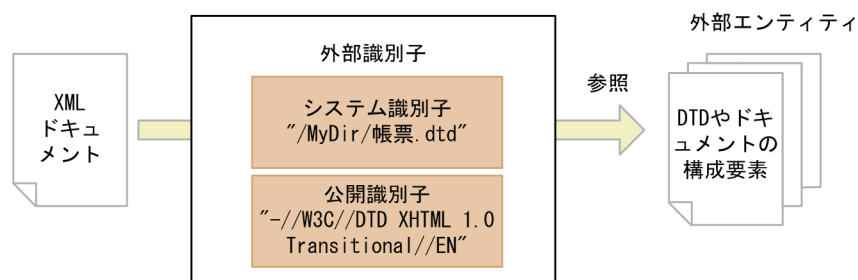 外部エンティティ
外部識別子
XML
ドキュ
メント
システム識別子
"/MyDir/帳票.dtd"
公開識別子
"-//W3C//DTD XHTML 1.0
Transitional//EN"
参照
DTDやドキ
ュメントの
構成要素